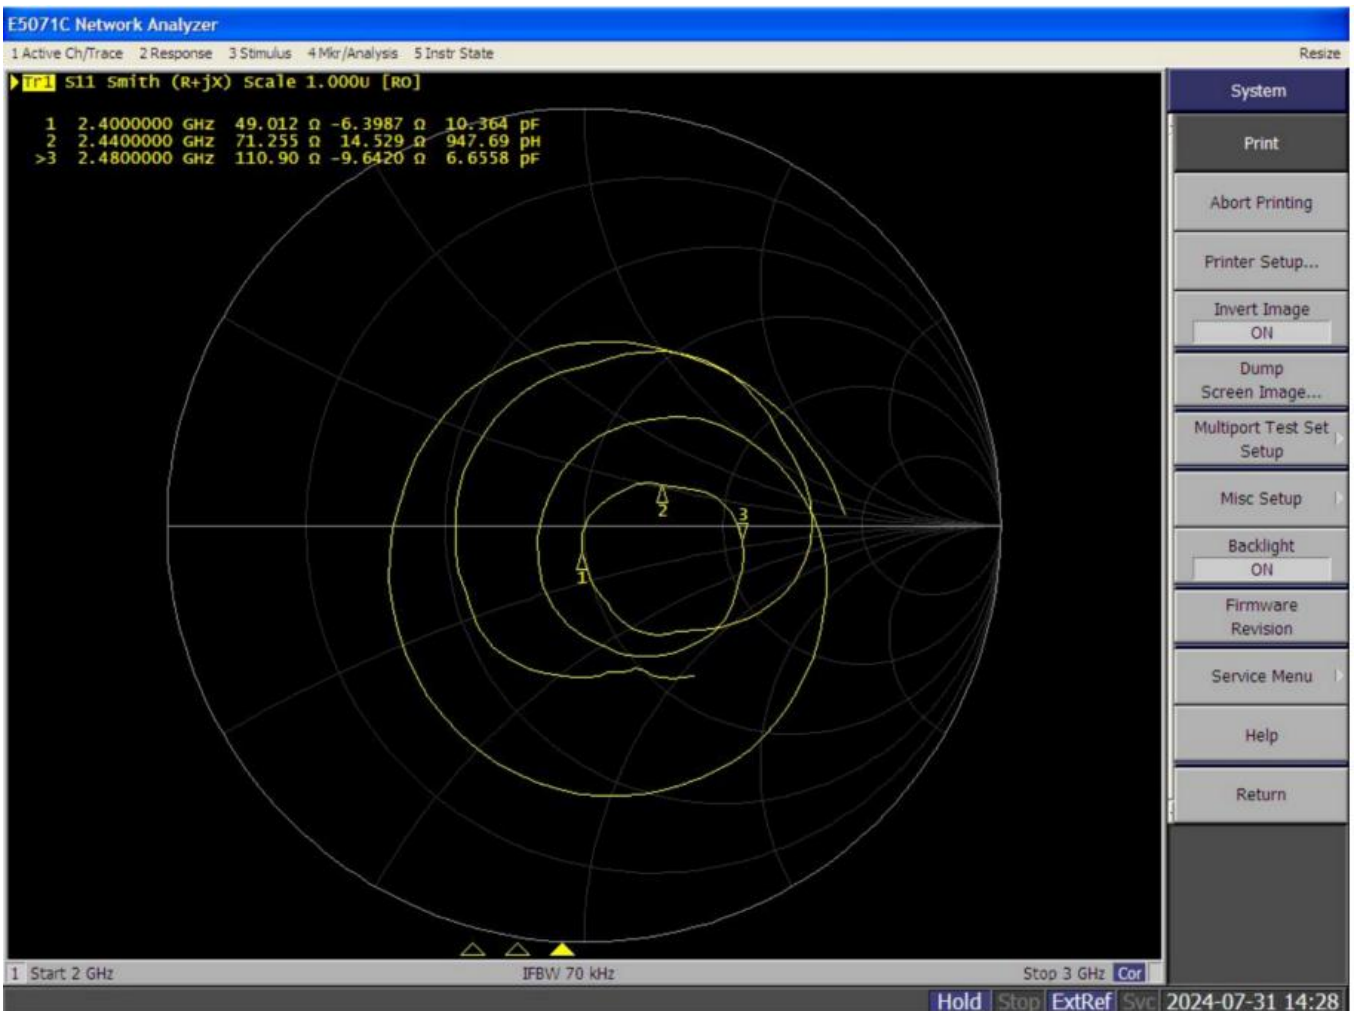 E5071C Network Analyzer
1 Active Ch/Trace 2 Response 3 Stimulus 4 Mkr/Analysis 5 Instr State
Resize
Tr1 S11 Smith (R+jX) Scale 1.000U [RO]
1 2.4000000 GHz 49.012 Ω -6.3987 Ω 10.364 pF
2 2.4400000 GHz 71.255 Ω 14.529 Ω 947.69 pH
>3 2.4800000 GHz 110.90 Ω -9.6420 Ω 6.6558 pF
2
3
1
1 Start 2 GHz
IFBW 70 kHz
Stop 3 GHz Cor
System
Print
Abort Printing
Printer Setup...
Invert Image
ON
Dump
Screen Image...
Multiport Test Set
Setup
Misc Setup
Backlight
ON
Firmware
Revision
Service Menu
Help
Return
Hold Stop ExtRef Svc 2024-07-31 14:28